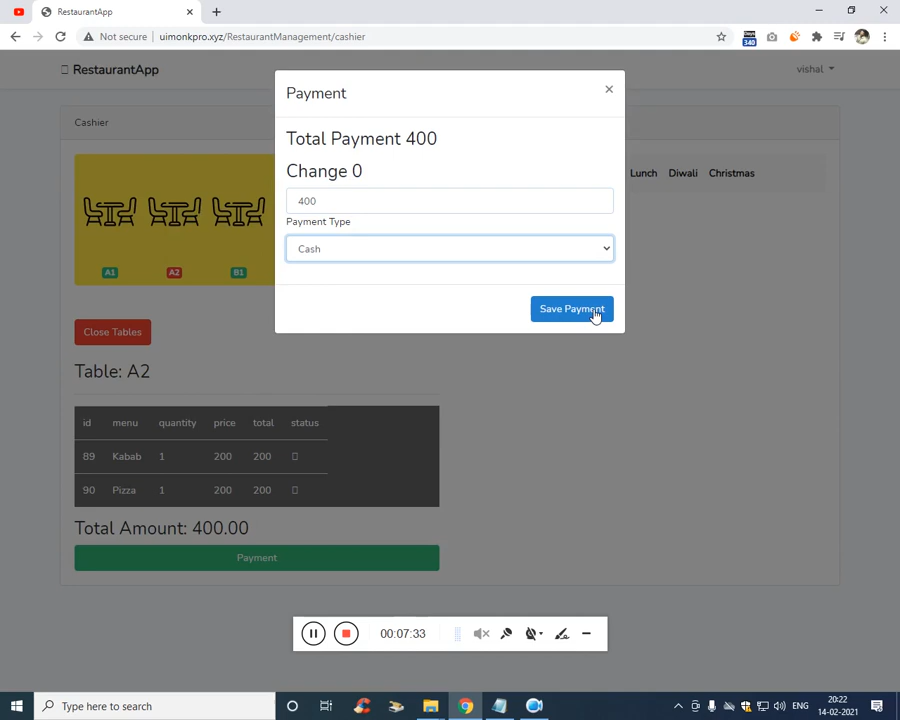 RestaurantApp
Not secure | uimonkpro.xyz/RestaurantManagement/cashier
340
RestaurantApp
vishal
Cashier
Payment
×
Total Payment 400
Change 0
400
Payment Type
Cash
Save Payment
Lunch Diwali Christmas
A1 A2 B1
Close Tables
Table: A2
id menu quantity price total status
89 Kabab 1 200 200
90 Pizza 1 200 200
Total Amount: 400.00
Payment
00:07:33
Type here to search
ENG
20:22
14-02-2021